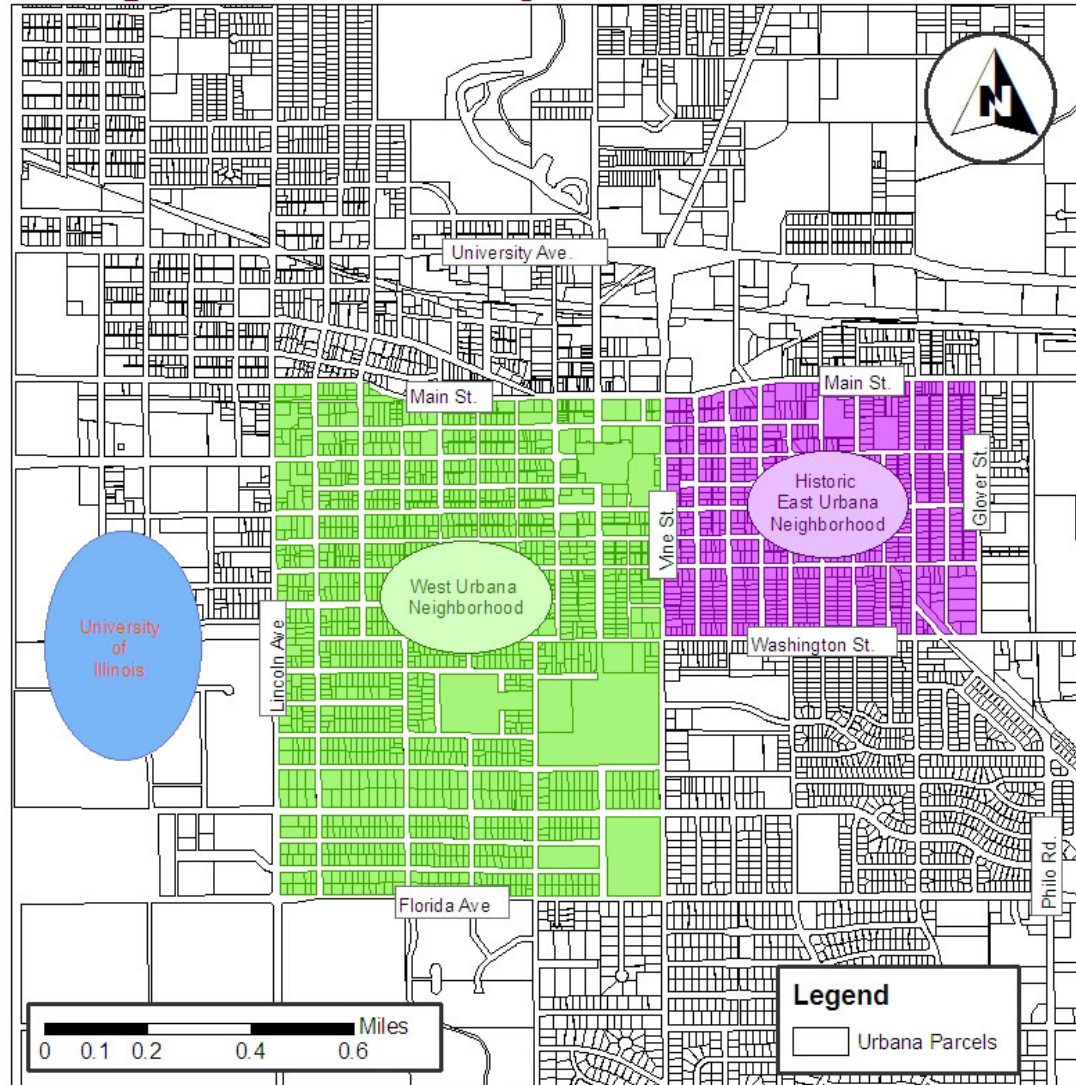 N
University Ave.
Main St.
Main St.
Historic
East Urbana
Neighborhood
Glover St.
Vine St.
West Urbana
Neighborhood
University
of
Illinois
Lincoln Ave
Washington St.
Philo Rd.
Florida Ave
Legend
Urbana Parcels
Miles
0 0.1 0.2 0.4 0.6